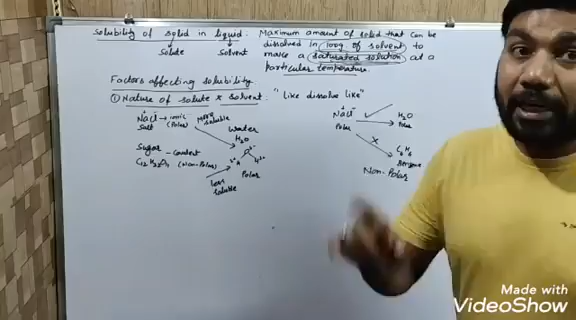 Solubility of solid in liquid: Maximum amount of solid that can be
dissolved in 100g of solvent to
make a saturated solution at a
particular temperature.
Solute
Solvent
Factors affecting solubility
① Nature of solute & solvent: "Like dissolve like"
NaCl → ionic
(Polar)
More soluble
Salt
Water
H₂O
Sugar - Covalent
(Non-Polar)
Polar
less
soluble
Na⁺Cl⁻
Polar
H₂O
Polar
C₆H₆
Benzene
Non-Polar
Made with
VideoShow